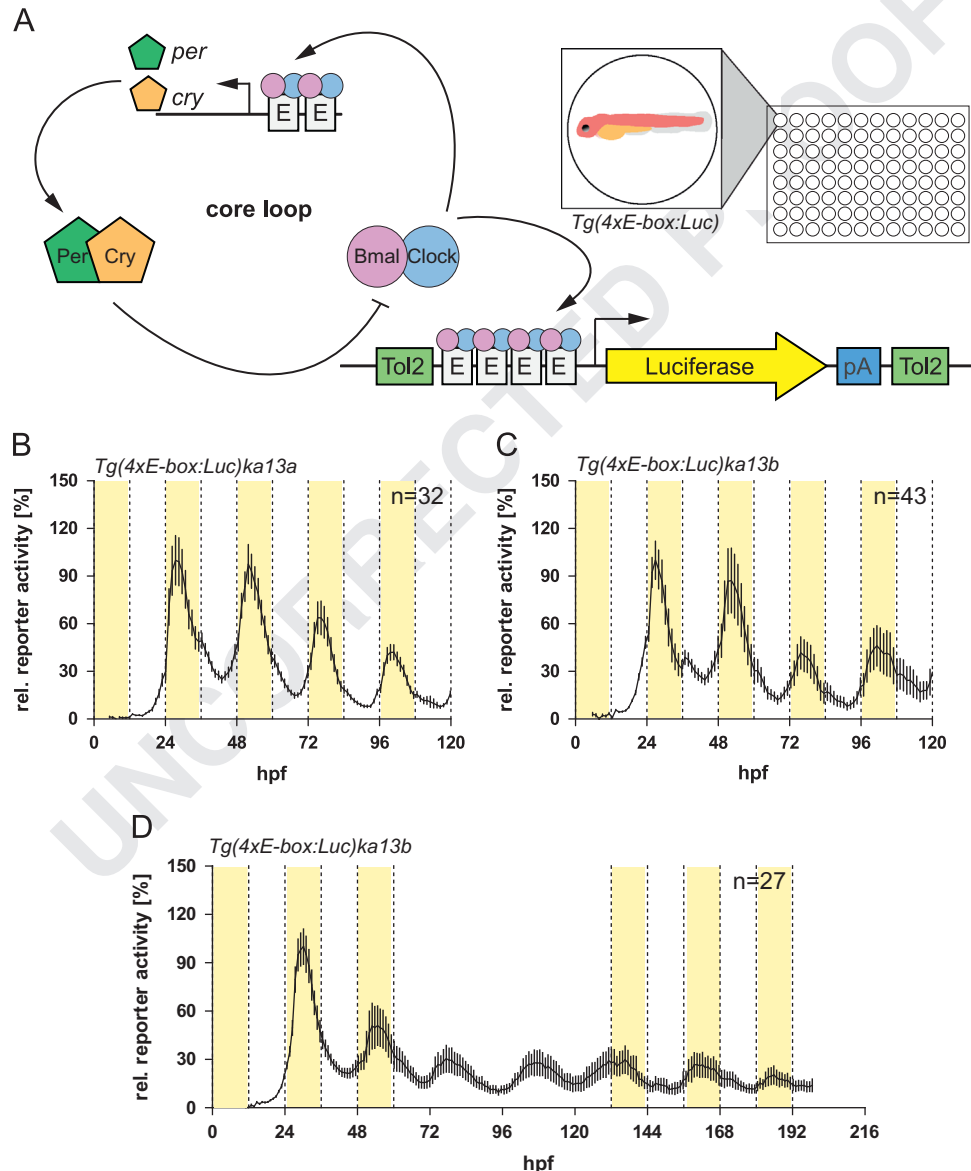 A
per
cry
E E
core loop
Per Cry
Bmal Clock
Tg(4xE-box:Luc)
Tol2 E E E E Luciferase pA Tol2
UNCORRECTED PROOF
B
Tg(4xE-box:Luc)ka13a
n=32
rel. reporter activity [%]
150
120
90
60
30
0
0 24 48 72 96 120
hpf
C
Tg(4xE-box:Luc)ka13b
n=43
rel. reporter activity [%]
150
120
90
60
30
0
0 24 48 72 96 120
hpf
D
Tg(4xE-box:Luc)ka13b
n=27
rel. reporter activity [%]
150
120
90
60
30
0
0 24 48 72 96 120 144 168 192 216
hpf